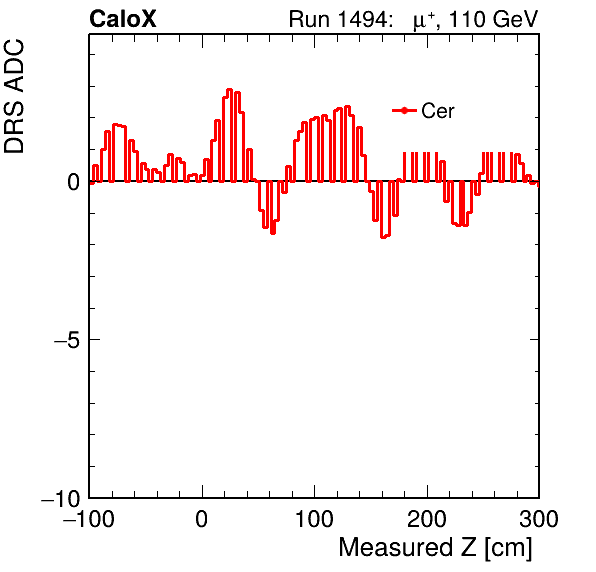 CaloX Run 1494: μ⁺, 110 GeV
DRS ADC
Cer
0
−5
−10
−100 0 100 200 300
Measured Z [cm]